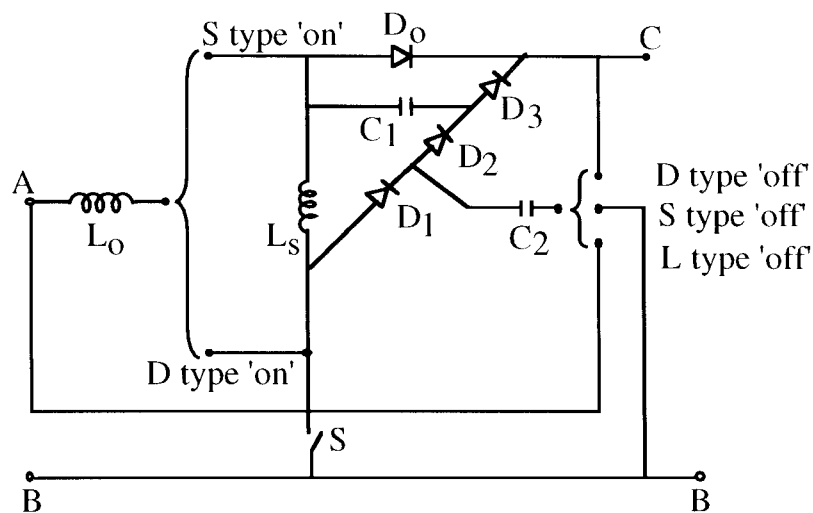 S type 'on'
Do
C
C1
D3
D2
A
Lo
Ls
D1
C2
D type 'off'
S type 'off'
L type 'off'
D type 'on'
S
B
B